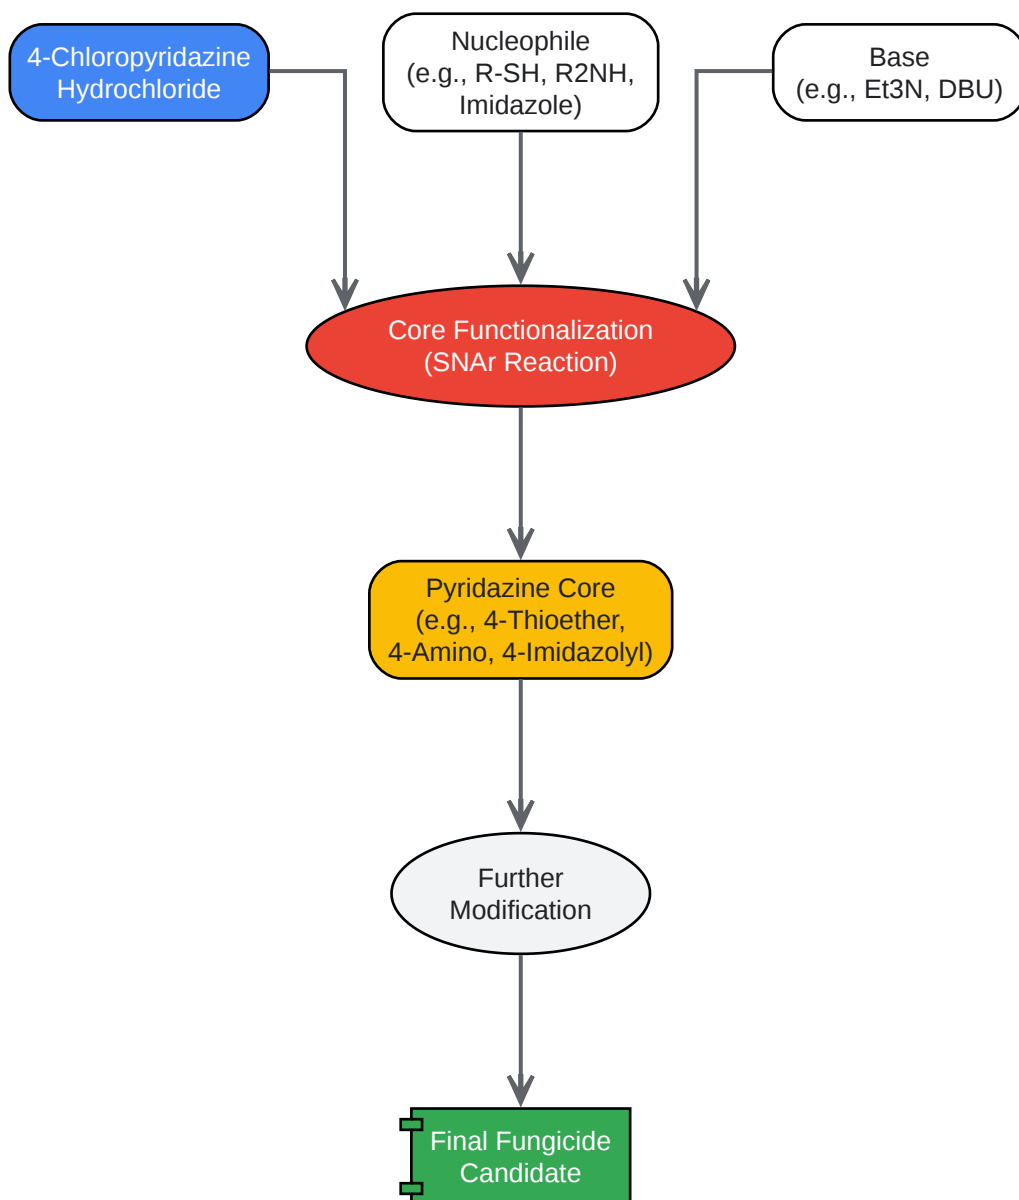 4-Chloropyridazine
Hydrochloride
Nucleophile
(e.g., R-SH, R2NH,
Imidazole)
Base
(e.g., Et3N, DBU)
Core Functionalization
(SNAr Reaction)
Pyridazine Core
(e.g., 4-Thioether,
4-Amino, 4-Imidazolyl)
Further
Modification
Final Fungicide
Candidate